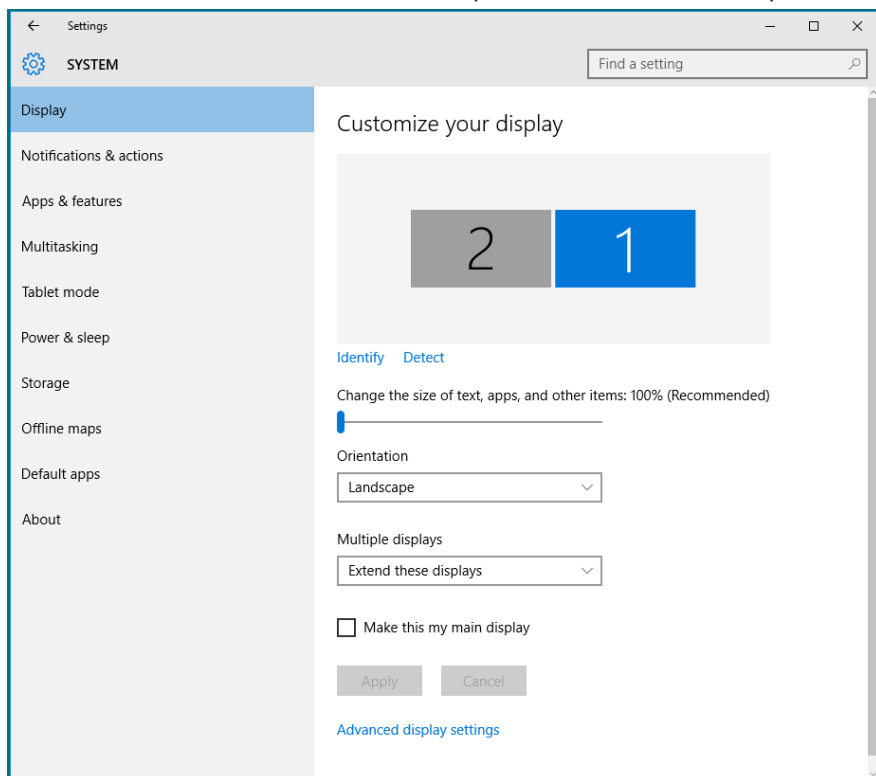 Settings
SYSTEM
Find a setting
Display
Notifications & actions
Apps & features
Multitasking
Tablet mode
Power & sleep
Storage
Offline maps
Default apps
About
Customize your display
2 1
Identify Detect
Change the size of text, apps, and other items: 100% (Recommended)
Orientation
Landscape
Multiple displays
Extend these displays
Make this my main display
Apply Cancel
Advanced display settings